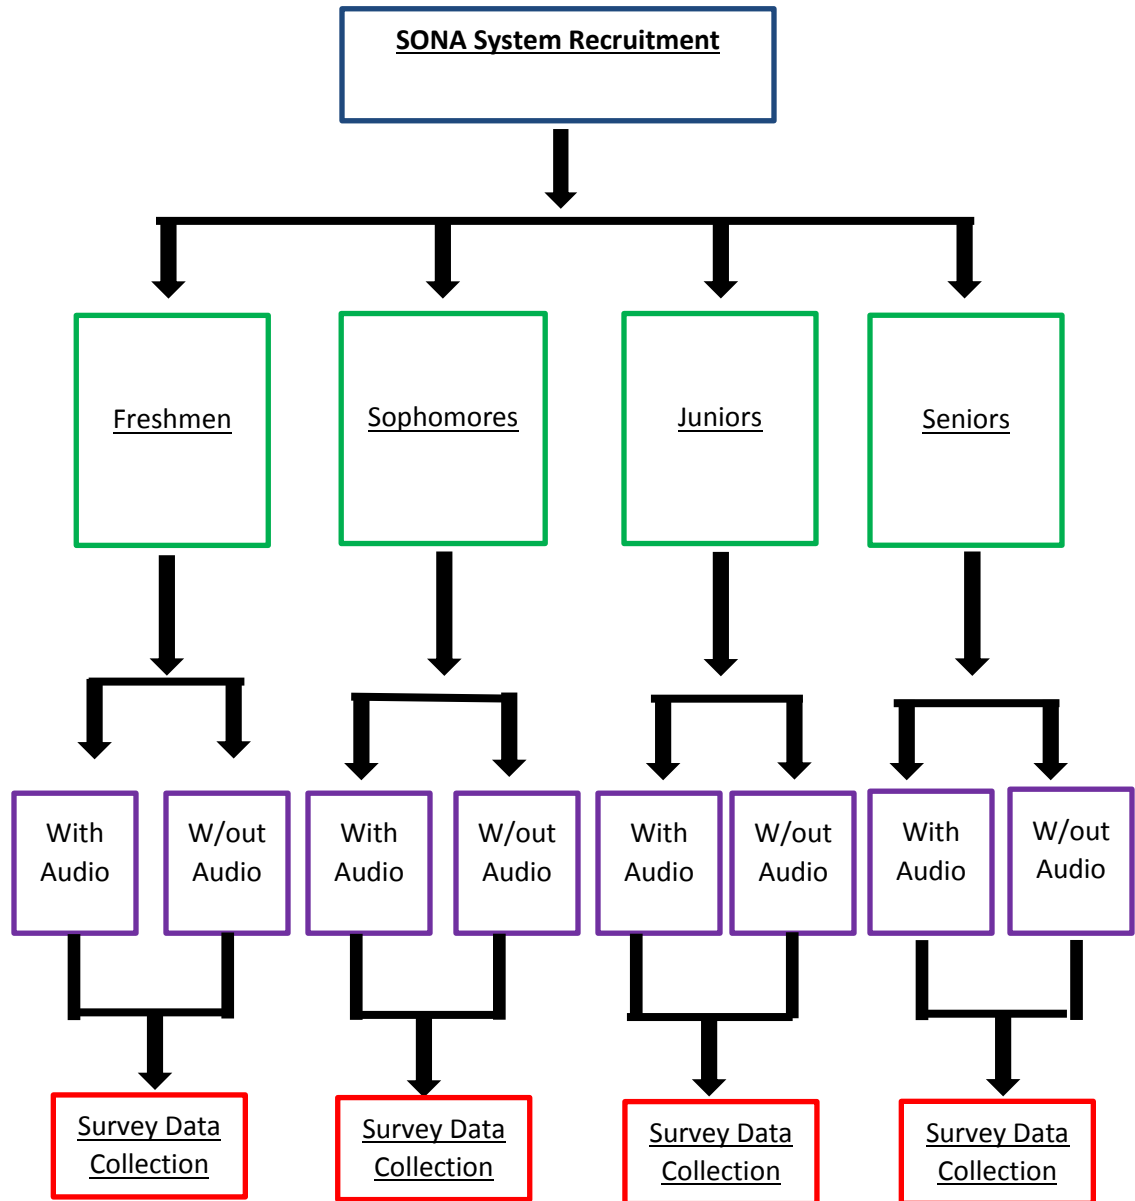 SONA System Recruitment
Freshmen
Sophomores
Juniors
Seniors
With
Audio
W/out
Audio
With
Audio
W/out
Audio
With
Audio
W/out
Audio
With
Audio
W/out
Audio
Survey Data
Collection
Survey Data
Collection
Survey Data
Collection
Survey Data
Collection